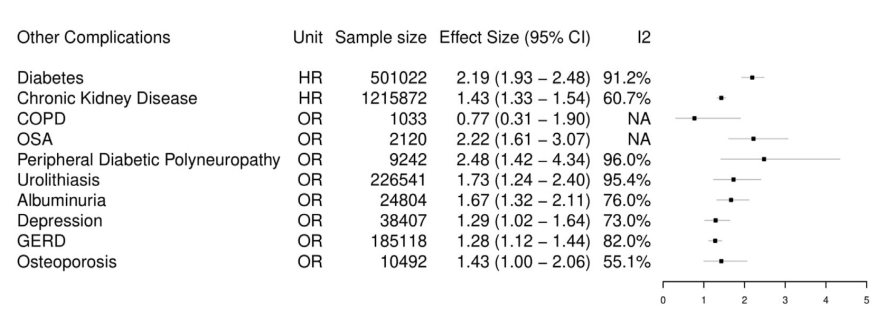 Other Complications Unit Sample size Effect Size (95% CI) I2
Diabetes HR 501022 2.19 (1.93 − 2.48) 91.2%
Chronic Kidney Disease HR 1215872 1.43 (1.33 − 1.54) 60.7%
COPD OR 1033 0.77 (0.31 − 1.90) NA
OSA OR 2120 2.22 (1.61 − 3.07) NA
Peripheral Diabetic Polyneuropathy OR 9242 2.48 (1.42 − 4.34) 96.0%
Urolithiasis OR 226541 1.73 (1.24 − 2.40) 95.4%
Albuminuria OR 24804 1.67 (1.32 − 2.11) 76.0%
Depression OR 38407 1.29 (1.02 − 1.64) 73.0%
GERD OR 185118 1.28 (1.12 − 1.44) 82.0%
Osteoporosis OR 10492 1.43 (1.00 − 2.06) 55.1%
0 1 2 3 4 5